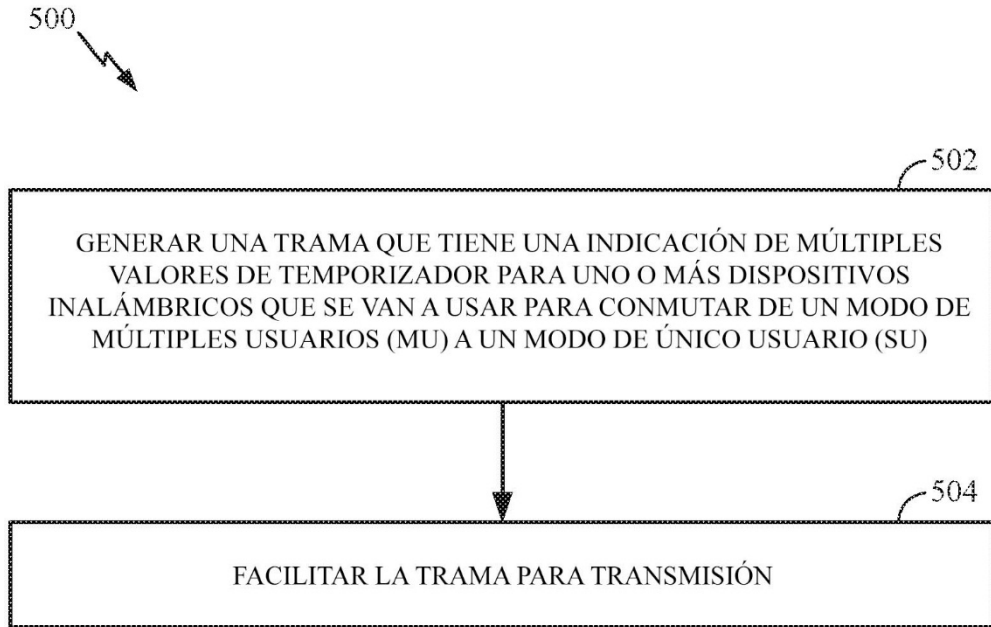 500
502
GENERAR UNA TRAMA QUE TIENE UNA INDICACIÓN DE MÚLTIPLES
VALORES DE TEMPORIZADOR PARA UNO O MÁS DISPOSITIVOS
INALÁMBRICOS QUE SE VAN A USAR PARA CONMUTAR DE UN MODO DE
MÚLTIPLES USUARIOS (MU) A UN MODO DE ÚNICO USUARIO (SU)
504
FACILITAR LA TRAMA PARA TRANSMISIÓN